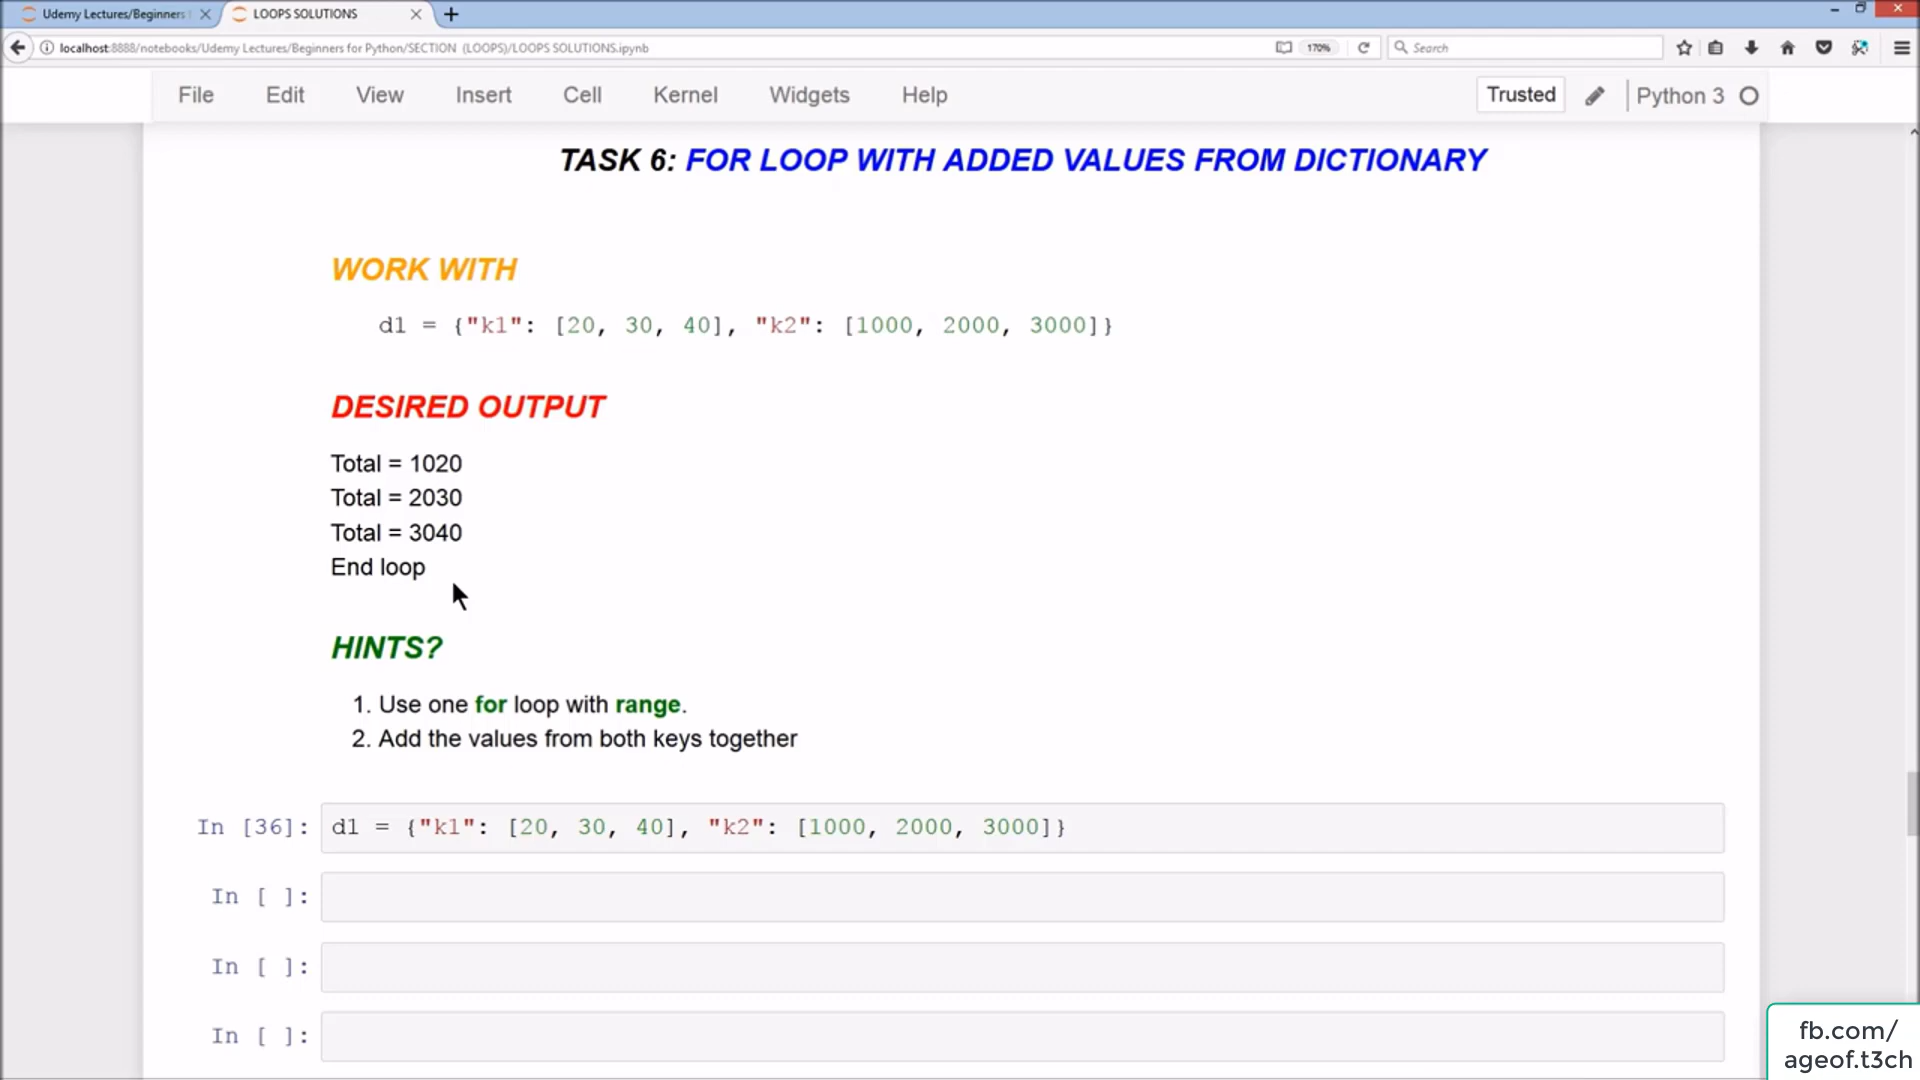 Udemy Lectures/Beginners
LOOPS SOLUTIONS
localhost:8888/notebooks/Udemy Lectures/Beginners for Python/SECTION (LOOPS)/LOOPS SOLUTIONS.ipynb
170%
Search
File Edit View Insert Cell Kernel Widgets Help
Trusted
Python 3
TASK 6: FOR LOOP WITH ADDED VALUES FROM DICTIONARY
WORK WITH
d1 = {"k1": [20, 30, 40], "k2": [1000, 2000, 3000]}
DESIRED OUTPUT
Total = 1020
Total = 2030
Total = 3040
End loop
HINTS?
1. Use one for loop with range.
2. Add the values from both keys together
In [36]: d1 = {"k1": [20, 30, 40], "k2": [1000, 2000, 3000]}
In [ ]:
In [ ]:
In [ ]:
fb.com/
ageof.t3ch